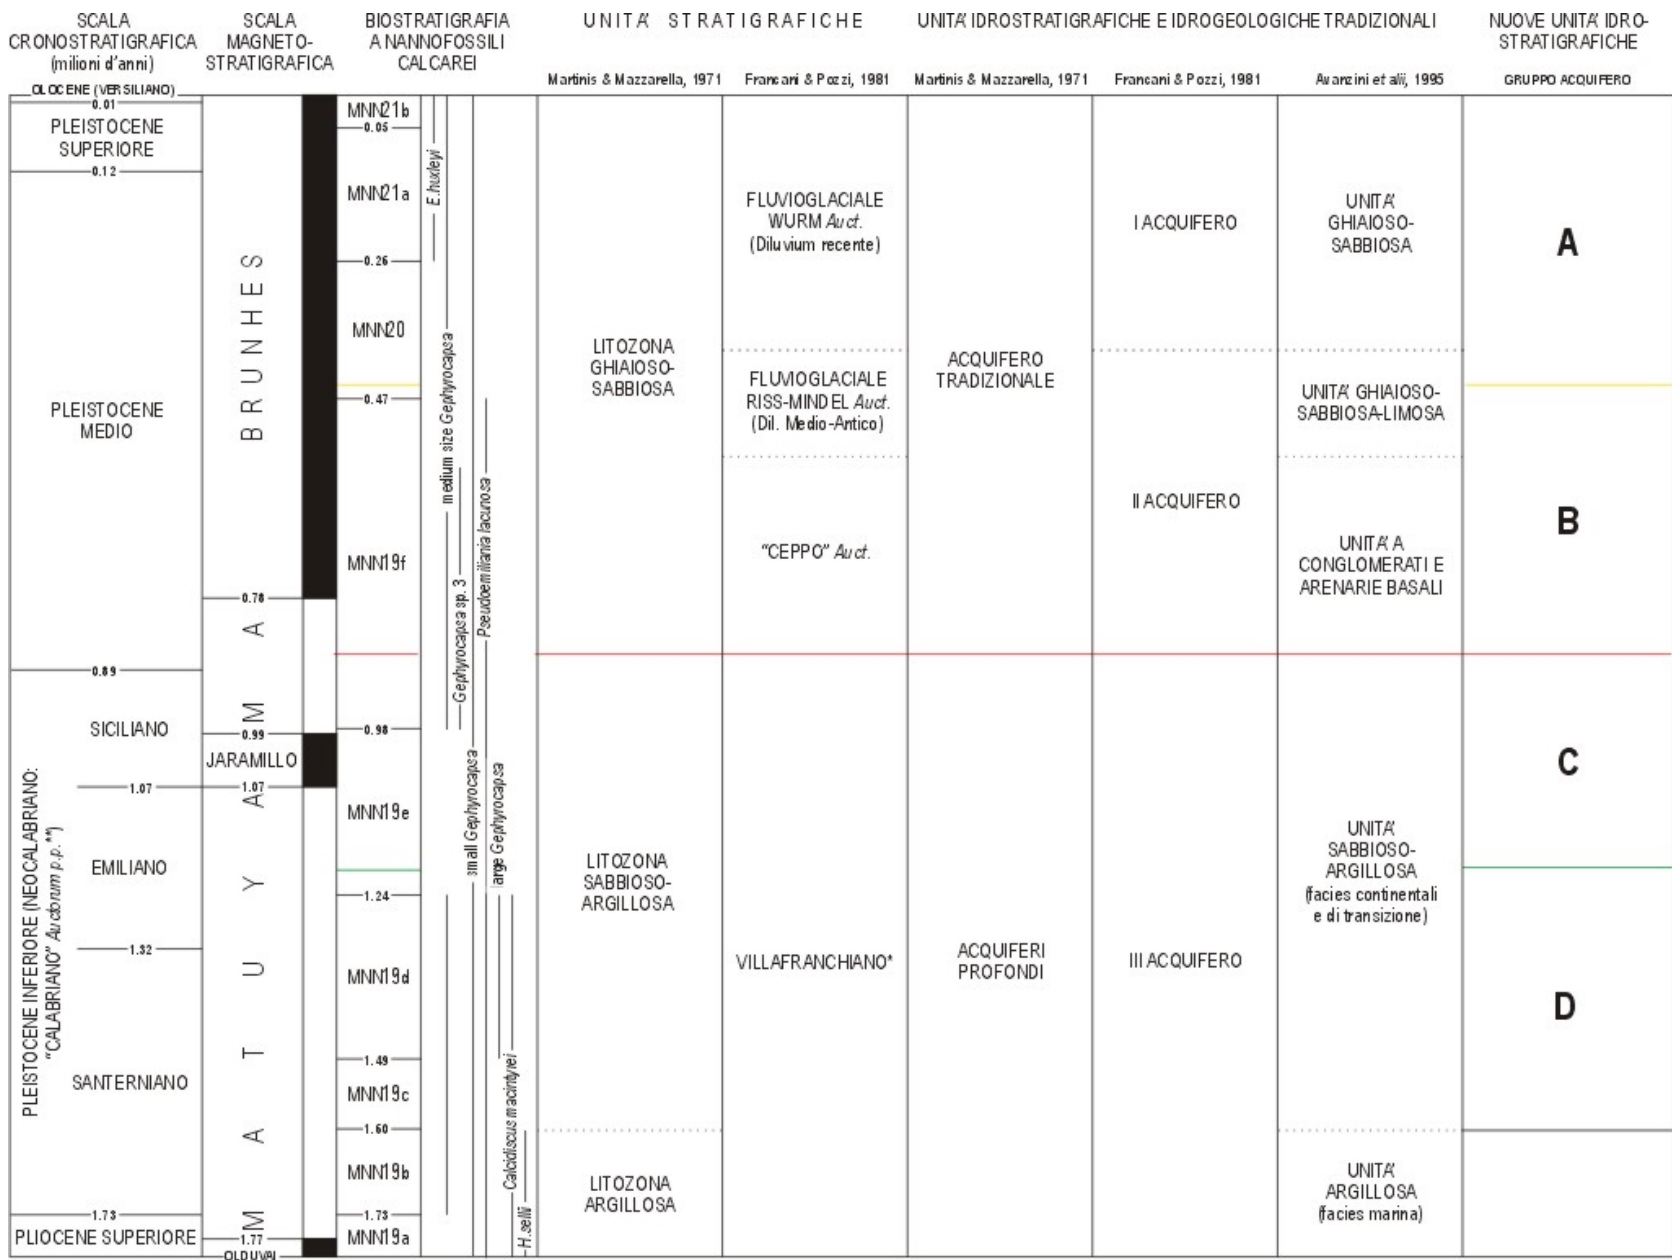 SCALA
CRONOSTRATIGRAFICA
(milioni d'anni)
SCALA
MAGNETO-
STRATIGRAFICA
BIOSTRATIGRAFIA
A NANNOFOSSILI
CALCAREI
UNITA' STRATIGRAFICHE
UNITA' IDROSTRATIGRAFICHE E IDROGEOLOGICHE TRADIZIONALI
NUOVE UNITA' IDRO-
STRATIGRAFICHE
Martinis & Mazzarella, 1971
Francani & Pozzi, 1981
Martinis & Mazzarella, 1971
Francani & Pozzi, 1981
Avanzini et alii, 1995
GRUPPO ACQUIFERO
OLOCENE (VERSILIANO)
0.01
PLEISTOCENE
SUPERIORE
0.12
PLEISTOCENE
MEDIO
0.89
PLEISTOCENE INFERIORE (NEOCALABRIANO:
"CALABRIANO" Auctorum p.p.**)
SICILIANO
1.07
EMILIANO
1.32
SANTERNIANO
1.73
PLIOCENE SUPERIORE
BRUNHES
0.78
MATUYAMA
0.99
JARAMILLO
1.07
1.77
OLDUVAI
MNN21b
0.05
MNN21a
0.26
MNN20
0.47
MNN19f
0.98
MNN19e
1.24
MNN19d
1.49
MNN19c
1.60
MNN19b
1.73
MNN19a
E.huxleyi
medium size Gephyrocapsa
Gephyrocapsa sp. 3
small Gephyrocapsa
Pseudoemiliania lacunosa
large Gephyrocapsa
Calcidiscus macintyrei
H.sellii
LITOZONA
GHIAIOSO-
SABBIOSA
LITOZONA
SABBIOSO-
ARGILLOSA
LITOZONA
ARGILLOSA
FLUVIOGLACIALE
WURM Auct.
(Diluvium recente)
FLUVIOGLACIALE
RISS-MINDEL Auct.
(Dil. Medio-Antico)
"CEPPO" Auct.
VILLAFRANCHIANO*
ACQUIFERO
TRADIZIONALE
ACQUIFERI
PROFONDI
I ACQUIFERO
II ACQUIFERO
III ACQUIFERO
UNITA'
GHIAIOSO-
SABBIOSA
UNITA' GHIAIOSO-
SABBIOSA-LIMOSA
UNITA' A
CONGLOMERATI E
ARENARIE BASALI
UNITA'
SABBIOSO-
ARGILLOSA
(facies continentali
e di transizione)
UNITA'
ARGILLOSA
(facies marina)
A
B
C
D